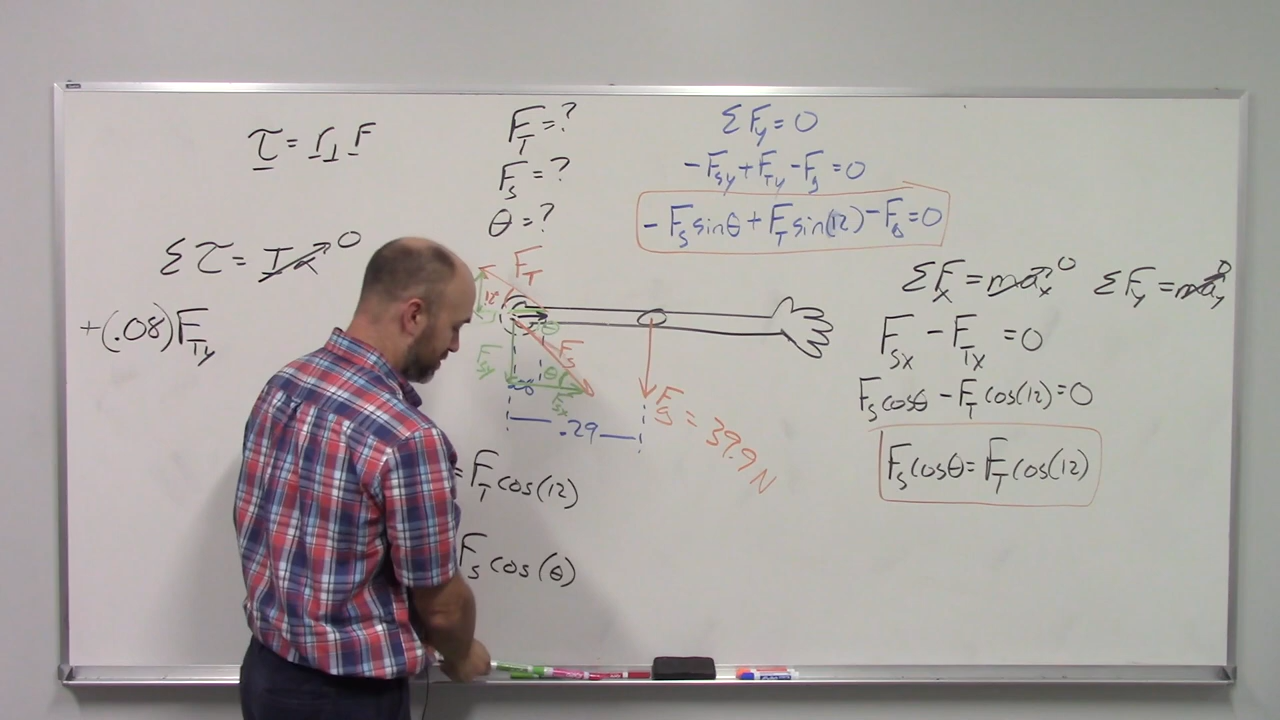 τ = r⊥ F
Στ = Iα 0
+(.08)F_Ty
F_T = ?
F_s = ?
θ = ?
ΣF_y = 0
-F_sy + F_Ty - F_g = 0
-F_s sinθ + F_T sin(12) - F_g = 0
F_T
12°
θ
F_s
F_sy
θ
F_sx
.29
F_g = 39.9 N
= F_T cos(12)
F_s cos(θ)
ΣF_x = ma_x 0
ΣF_y = ma_y 0
F_sx - F_Tx = 0
F_s cosθ - F_T cos(12) = 0
F_s cosθ = F_T cos(12)